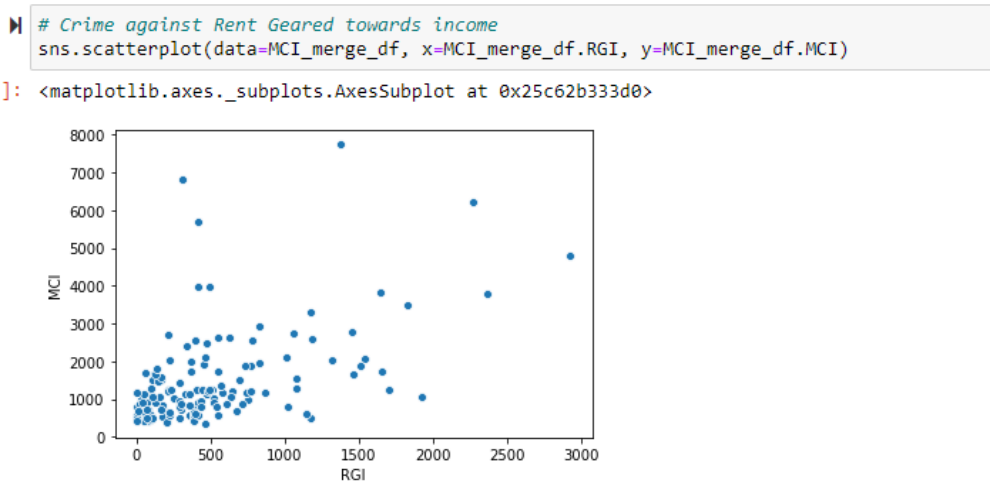 # Crime against Rent Geared towards income
sns.scatterplot(data=MCI_merge_df, x=MCI_merge_df.RGI, y=MCI_merge_df.MCI)
]: <matplotlib.axes._subplots.AxesSubplot at 0x25c62b333d0>
8000
7000
6000
5000
4000
3000
2000
1000
0
MCI
0 500 1000 1500 2000 2500 3000
RGI